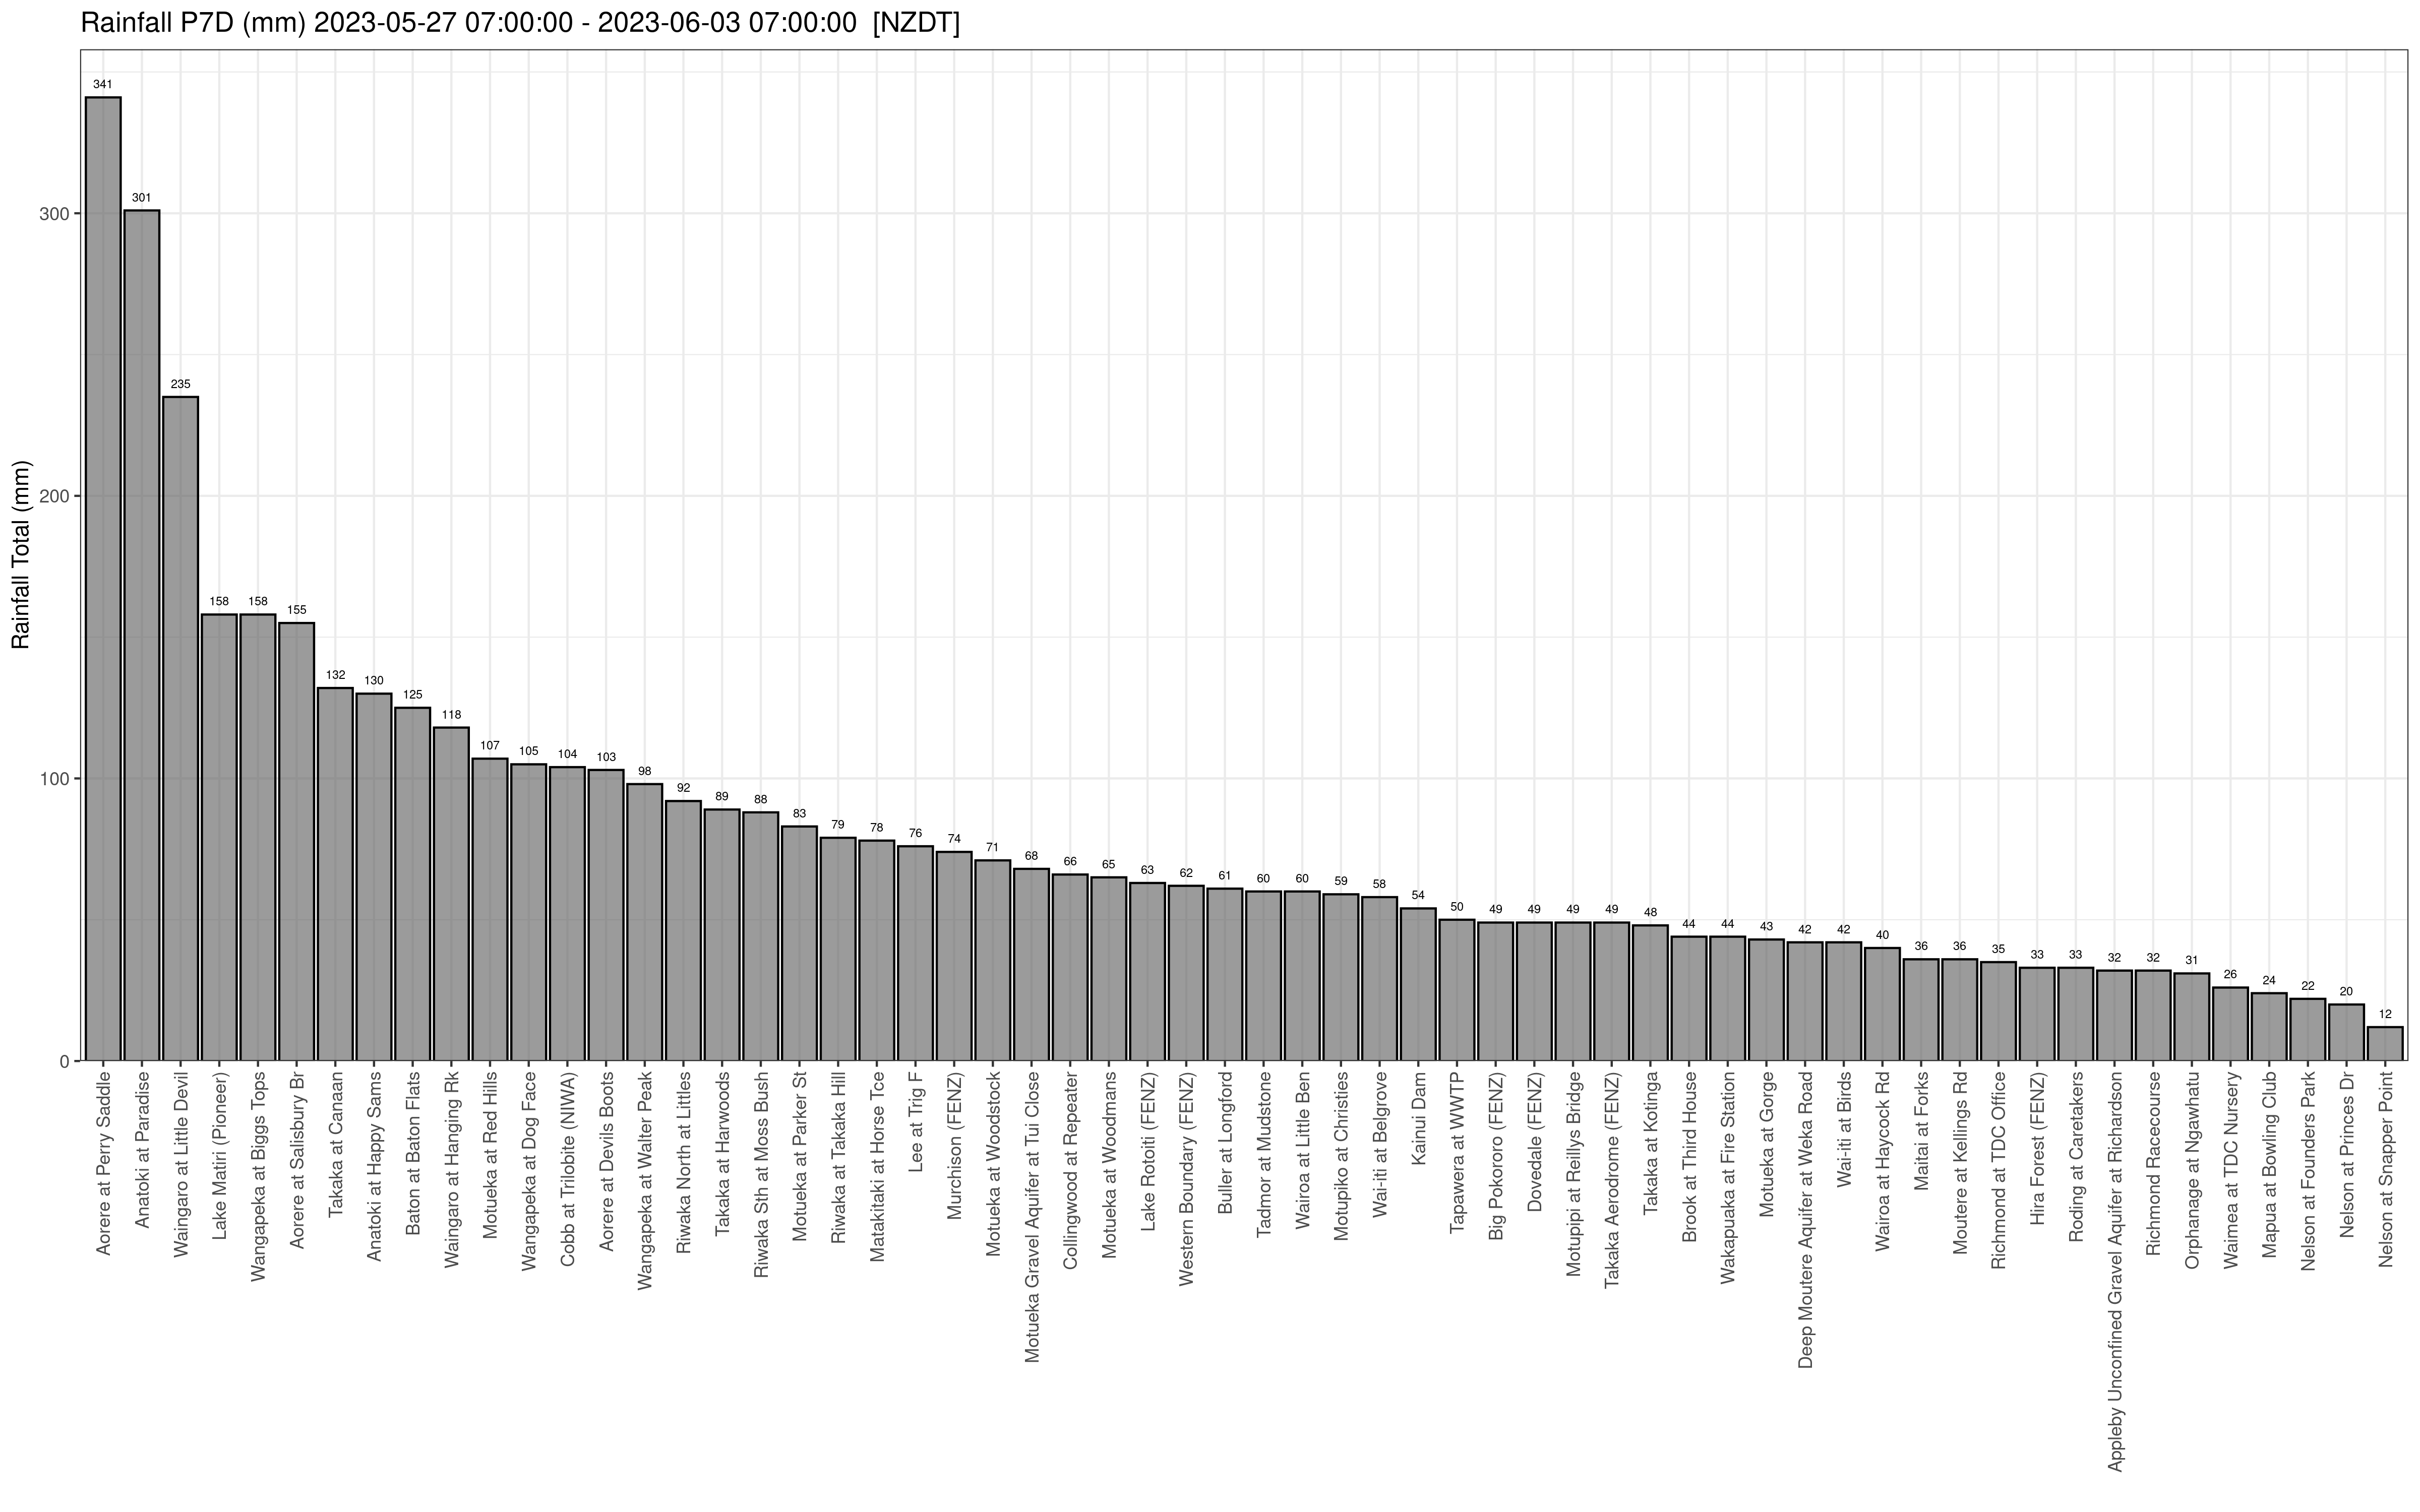 Rainfall P7D (mm) 2023-05-27 07:00:00 - 2023-06-03 07:00:00 [NZDT]
Rainfall Total (mm)
300
200
100
0
341
301
235
158
158
155
132
130
125
118
107
105
104
103
98
92
89
88
83
79
78
76
74
71
68
66
65
63
62
61
60
60
59
58
54
50
49
49
49
49
48
44
44
43
42
42
40
36
36
35
33
33
32
32
31
26
24
22
20
12
Aorere at Perry Saddle
Anatoki at Paradise
Waingaro at Little Devil
Lake Matiri (Pioneer)
Wangapeka at Biggs Tops
Aorere at Salisbury Br
Takaka at Canaan
Anatoki at Happy Sams
Baton at Baton Flats
Waingaro at Hanging Rk
Motueka at Red Hills
Wangapeka at Dog Face
Cobb at Trilobite (NIWA)
Aorere at Devils Boots
Wangapeka at Walter Peak
Riwaka North at Littles
Takaka at Harwoods
Riwaka Sth at Moss Bush
Motueka at Parker St
Riwaka at Takaka Hill
Matakitaki at Horse Tce
Lee at Trig F
Murchison (FENZ)
Motueka at Woodstock
Motueka Gravel Aquifer at Tui Close
Collingwood at Repeater
Motueka at Woodmans
Lake Rotoiti (FENZ)
Western Boundary (FENZ)
Buller at Longford
Tadmor at Mudstone
Wairoa at Little Ben
Motupiko at Christies
Wai-iti at Belgrove
Kainui Dam
Tapawera at WWTP
Big Pokororo (FENZ)
Dovedale (FENZ)
Motupipi at Reillys Bridge
Takaka Aerodrome (FENZ)
Takaka at Kotinga
Brook at Third House
Wakapuaka at Fire Station
Motueka at Gorge
Deep Moutere Aquifer at Weka Road
Wai-iti at Birds
Wairoa at Haycock Rd
Maitai at Forks
Moutere at Kellings Rd
Richmond at TDC Office
Hira Forest (FENZ)
Roding at Caretakers
Appleby Unconfined Gravel Aquifer at Richardson
Richmond Racecourse
Orphanage at Ngawhatu
Waimea at TDC Nursery
Mapua at Bowling Club
Nelson at Founders Park
Nelson at Princes Dr
Nelson at Snapper Point